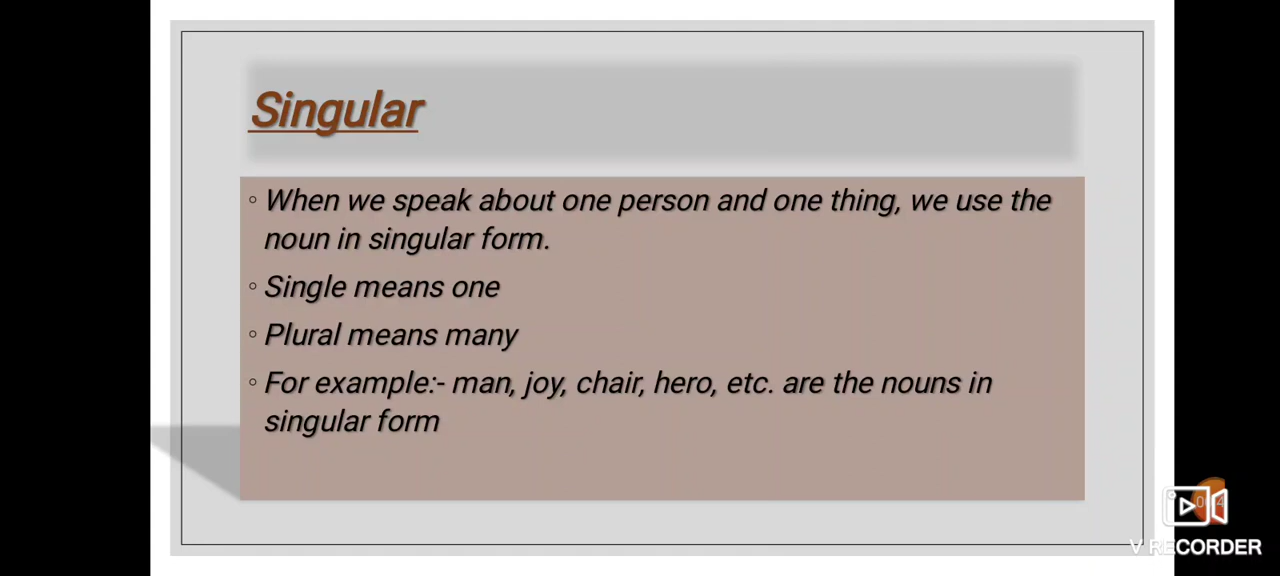 Singular
◦ When we speak about one person and one thing, we use the
noun in singular form.
◦ Single means one
◦ Plural means many
◦ For example:- man, joy, chair, hero, etc. are the nouns in
singular form
V RECORDER